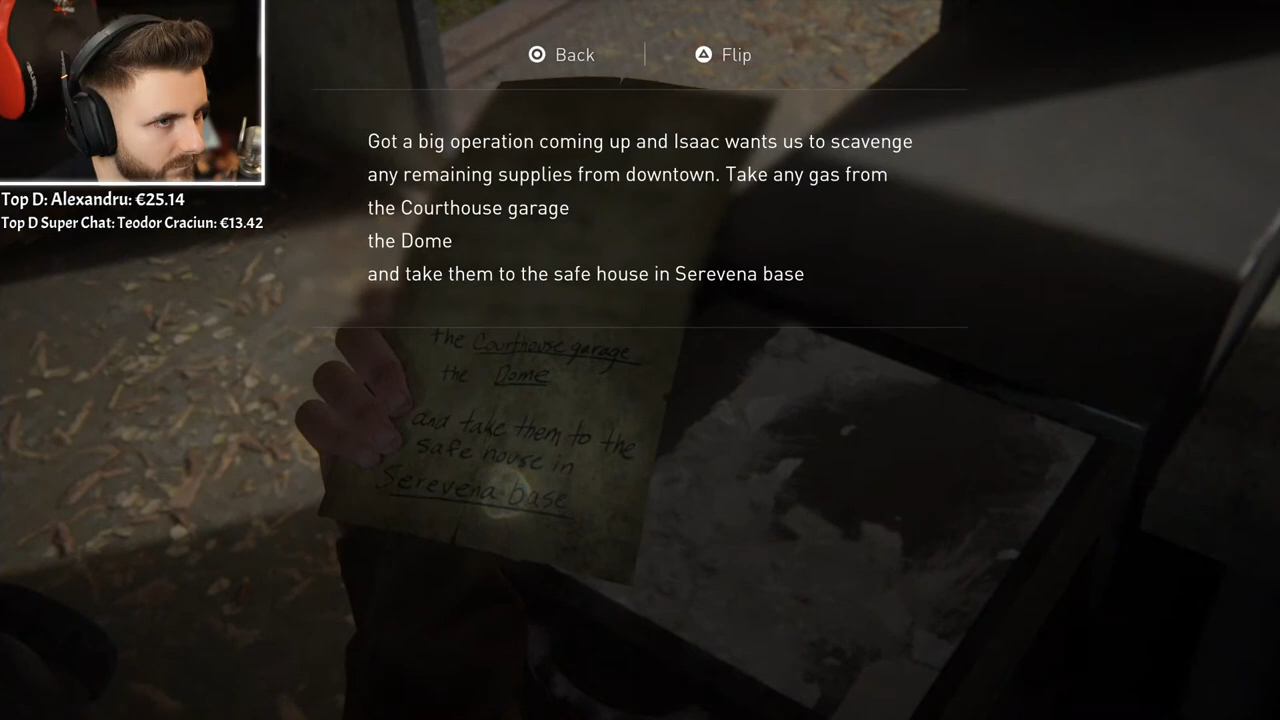 Back
Flip
Got a big operation coming up and Isaac wants us to scavenge
any remaining supplies from downtown. Take any gas from
the Courthouse garage
the Dome
and take them to the safe house in Serevena base
Top D: Alexandru: €25.14
Top D Super Chat: Teodor Craciun: €13.42
the Courthouse garage
the Dome
and take them to the
safe house in
Serevena base